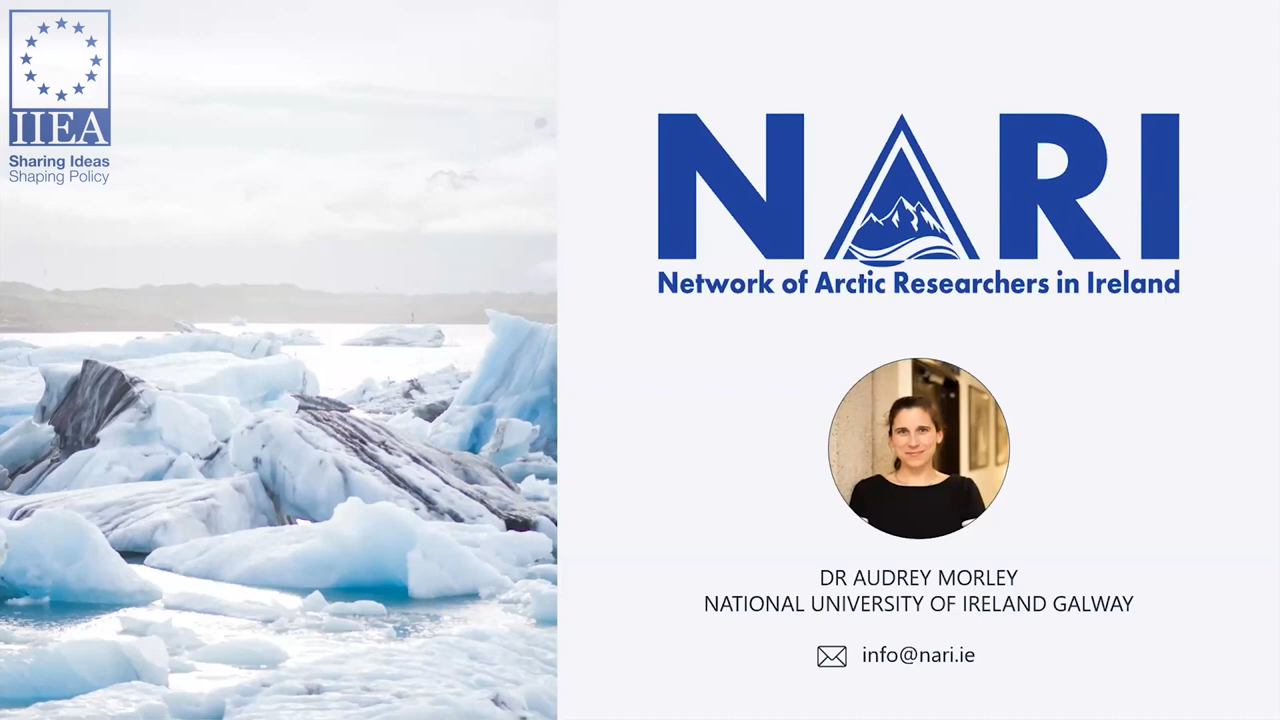 IIEA
Sharing Ideas
Shaping Policy
NARI
Network of Arctic Researchers in Ireland
DR AUDREY MORLEY
NATIONAL UNIVERSITY OF IRELAND GALWAY
info@nari.ie